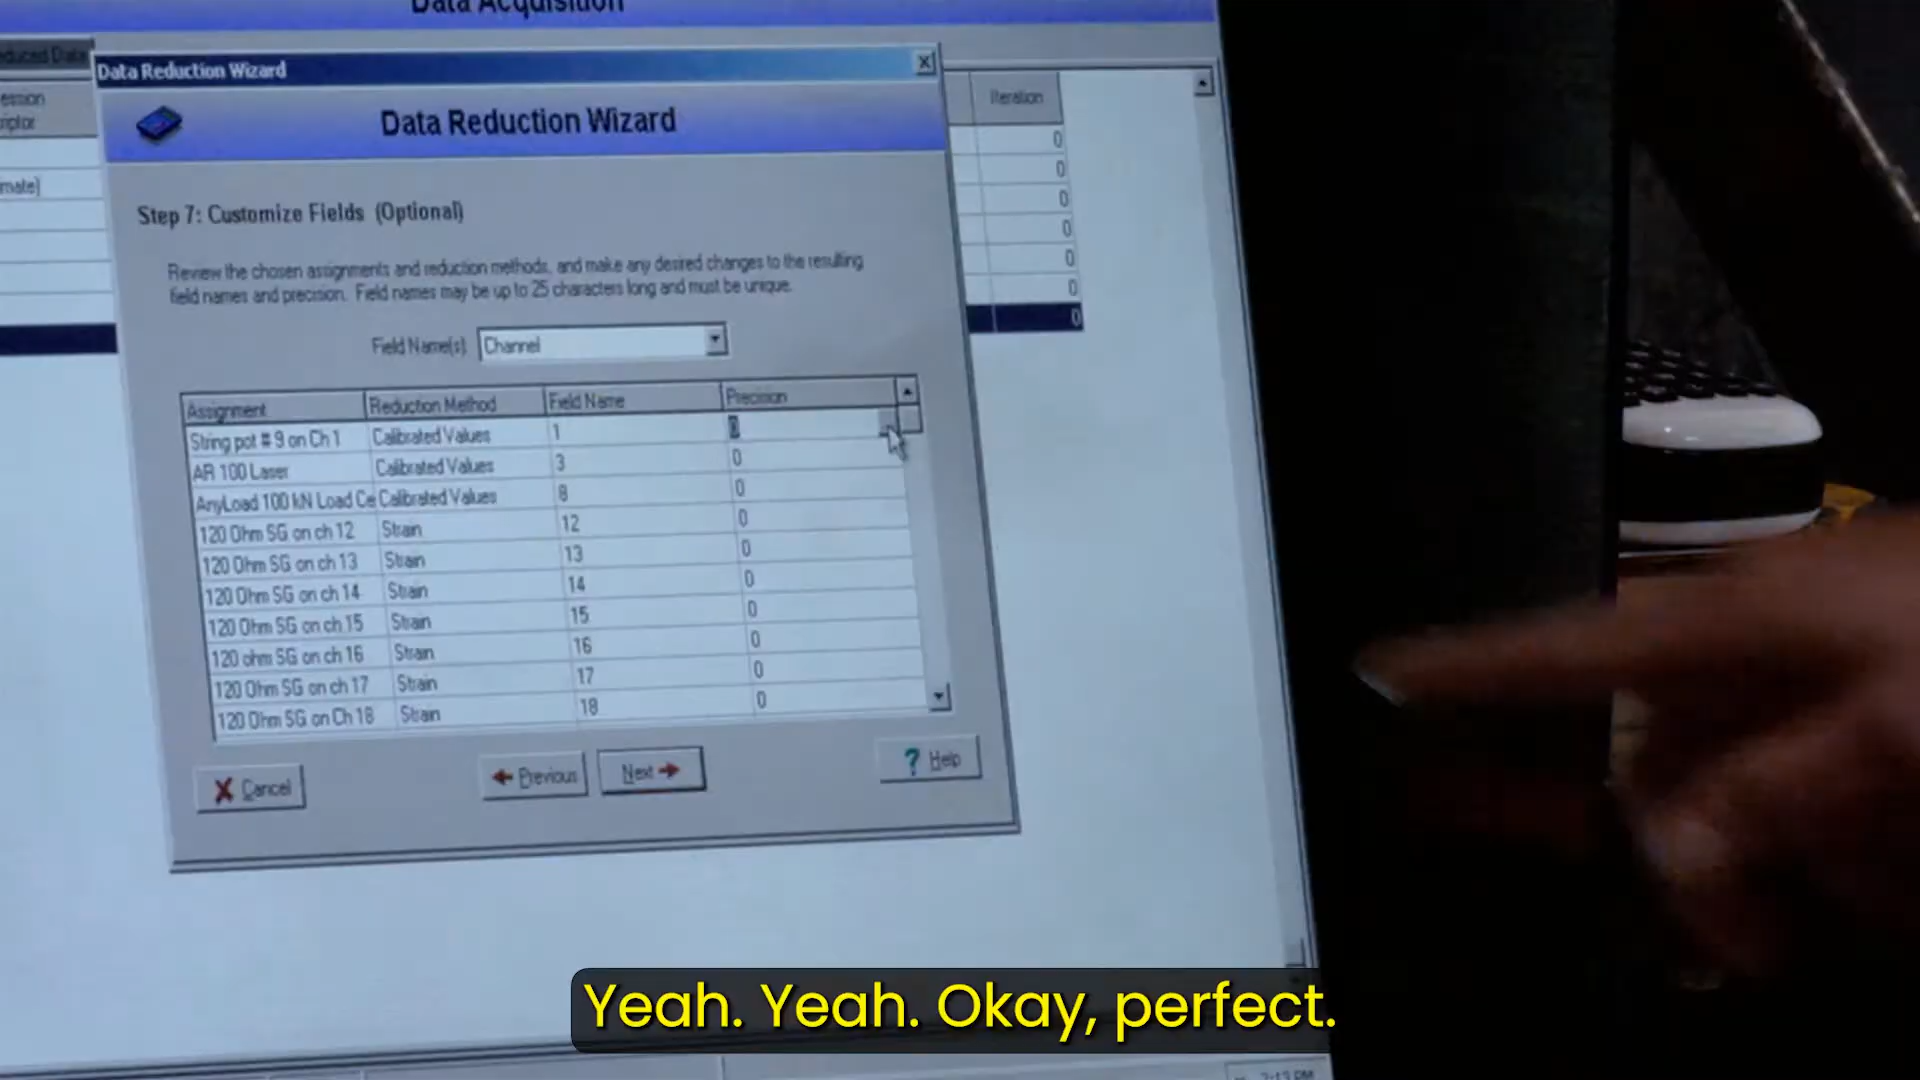 Data Acquisition
Data Reduction Wizard
Iteration
Data Reduction Wizard
0
0
mate)
0
Step 7: Customize Fields (Optional)
0
0
Review the chosen assignments and reduction methods, and make any desired changes to the resulting
field names and precision. Field names may be up to 25 characters long and must be unique.
0
0
Field Name(s) Channel
Assignment Reduction Method Field Name Precision
String pot # 9 on Ch 1 Calibrated Values 1
AR 100 Laser Calibrated Values 3 0
AnyLoad 100 kN Load Ce Calibrated Values 8 0
120 Ohm SG on ch 12 Strain 12 0
120 Ohm SG on ch 13 Strain 13 0
120 Ohm SG on ch 14 Strain 14 0
120 Ohm SG on ch 15 Strain 15 0
120 ohm SG on ch 16 Strain 16 0
120 Ohm SG on ch 17 Strain 17 0
120 Ohm SG on Ch 18 Strain 18 0
Cancel Previous Next ? Help
Yeah. Yeah. Okay, perfect.